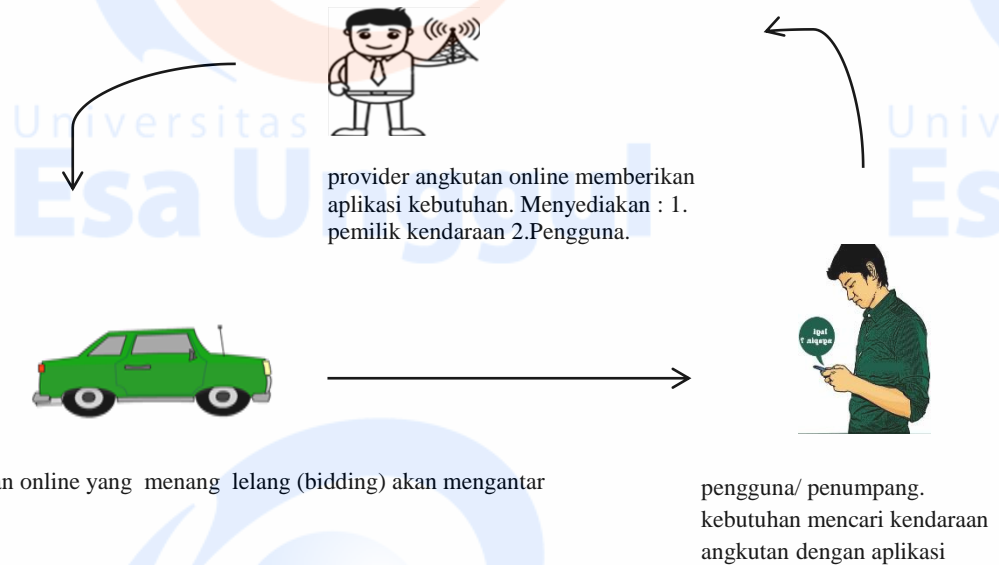 Universitas
Esa Unggul
Univ
Es
provider angkutan online memberikan
aplikasi kebutuhan. Menyediakan : 1.
pemilik kendaraan 2.Pengguna.
an online yang menang lelang (bidding) akan mengantar
pengguna/ penumpang.
kebutuhan mencari kendaraan
angkutan dengan aplikasi